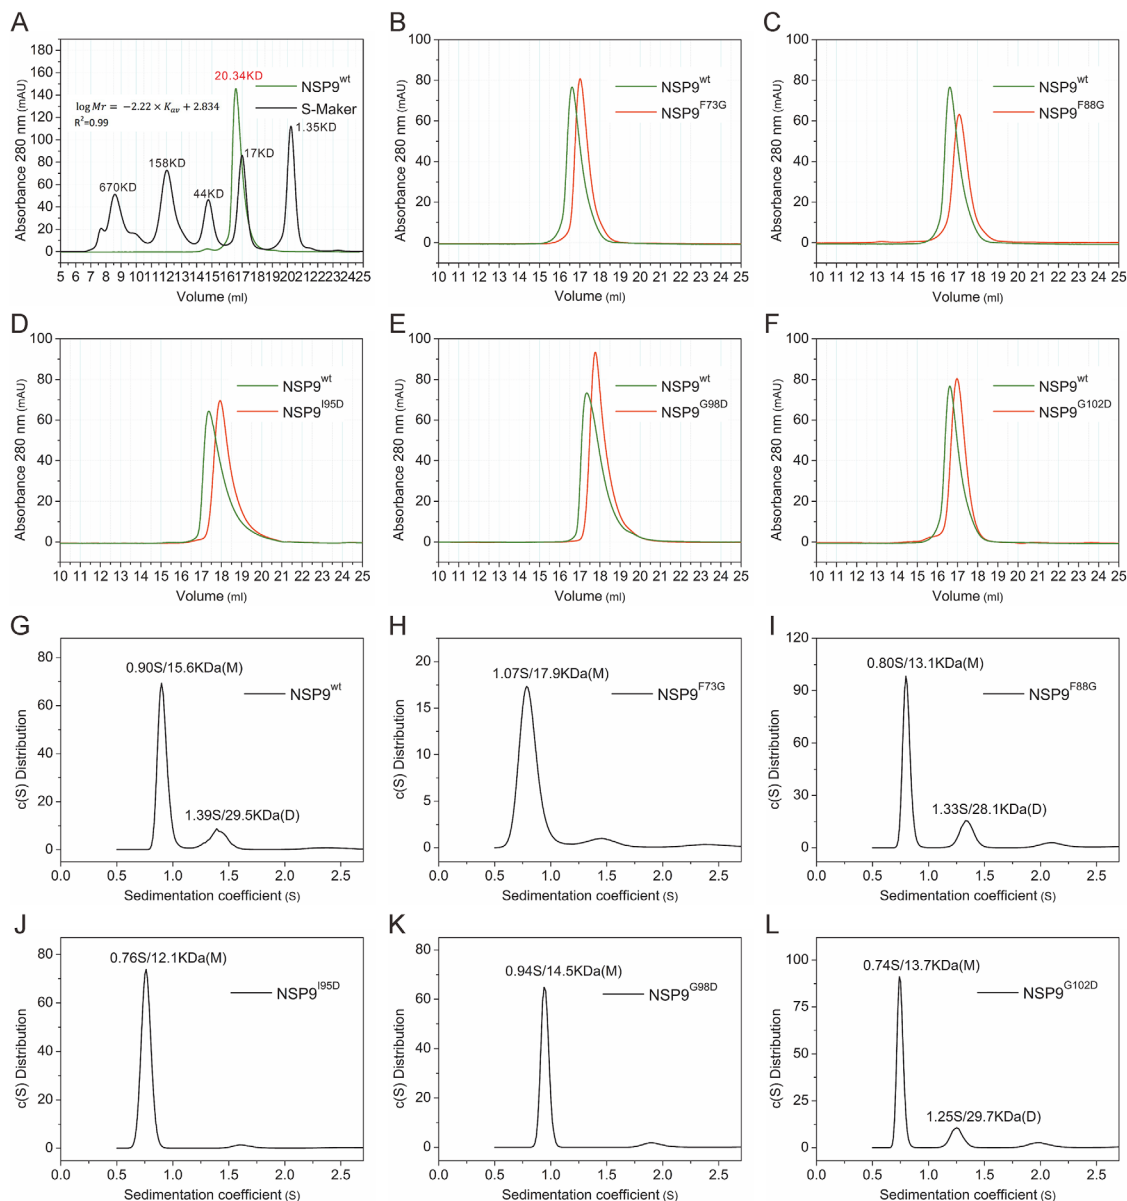 A
Absorbance 280 nm (mAU)
180
160
140
120
100
80
60
40
20
0
20.34KD
NSP9wt
S-Maker
log Mr = −2.22 × Kav + 2.834
R2=0.99
1.35KD
670KD
158KD
44KD
17KD
5 6 7 8 9 10 11 12 13 14 15 16 17 18 19 20 21 22 23 24 25
Volume (ml)
B
Absorbance 280 nm (mAU)
100
80
60
40
20
0
NSP9wt
NSP9F73G
10 11 12 13 14 15 16 17 18 19 20 21 22 23 24 25
Volume (ml)
C
Absorbance 280 nm (mAU)
100
80
60
40
20
0
NSP9wt
NSP9F88G
10 11 12 13 14 15 16 17 18 19 20 21 22 23 24 25
Volume (ml)
D
Absorbance 280 nm (mAU)
100
80
60
40
20
0
NSP9wt
NSP9I95D
10 11 12 13 14 15 16 17 18 19 20 21 22 23 24 25
Volume (ml)
E
Absorbance 280 nm (mAU)
100
80
60
40
20
0
NSP9wt
NSP9G98D
10 11 12 13 14 15 16 17 18 19 20 21 22 23 24 25
Volume (ml)
F
Absorbance 280 nm (mAU)
100
80
60
40
20
0
NSP9wt
NSP9G102D
10 11 12 13 14 15 16 17 18 19 20 21 22 23 24 25
Volume (ml)
G
c(S) Distribution
80
60
40
20
0
0.90S/15.6KDa(M)
NSP9wt
1.39S/29.5KDa(D)
0.0 0.5 1.0 1.5 2.0 2.5
Sedimentation coefficient (S)
H
c(S) Distribution
25
20
15
10
5
0
1.07S/17.9KDa(M)
NSP9F73G
0.0 0.5 1.0 1.5 2.0 2.5
Sedimentation coefficient (S)
I
c(S) Distribution
120
90
60
30
0
0.80S/13.1KDa(M)
NSP9F88G
1.33S/28.1KDa(D)
0.0 0.5 1.0 1.5 2.0 2.5
Sedimentation coefficient (S)
J
c(S) Distribution
80
60
40
20
0
0.76S/12.1KDa(M)
NSP9I95D
0.0 0.5 1.0 1.5 2.0 2.5
Sedimentation coefficient (S)
K
c(S) Distribution
80
60
40
20
0
0.94S/14.5KDa(M)
NSP9G98D
0.0 0.5 1.0 1.5 2.0 2.5
Sedimentation coefficient (S)
L
c(S) Distribution
100
75
50
25
0
0.74S/13.7KDa(M)
NSP9G102D
1.25S/29.7KDa(D)
0.0 0.5 1.0 1.5 2.0 2.5
Sedimentation coefficient (S)